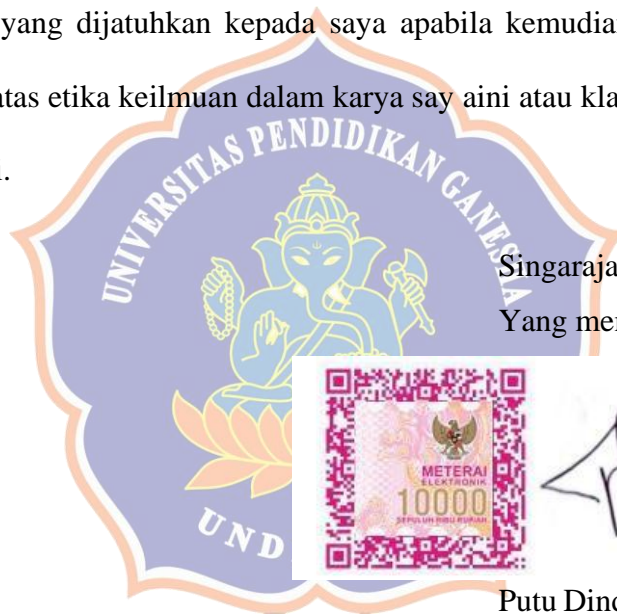 yang dijatuhkan kepada saya apabila kemudian
atas etika keilmuan dalam karya say aini atau kla
UNIVERSITAS PENDIDIKAN GANESHA
Singaraja
Yang mer
METERAI
ELEKTRONIK
10000
SEPULUH RIBU RUPIAH
UND
Putu Dind